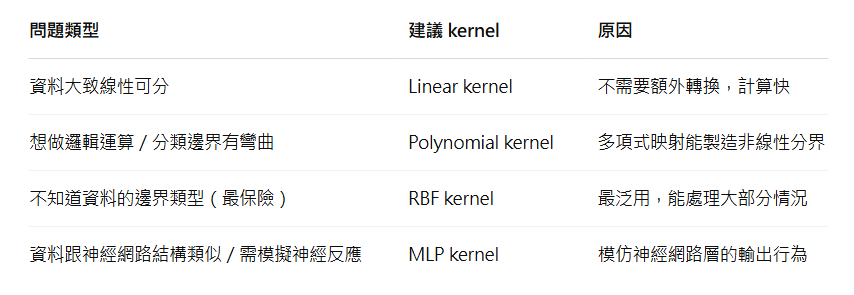 問題類型 建議 kernel 原因
資料大致線性可分 Linear kernel 不需要額外轉換，計算快
想做邏輯運算 / 分類邊界有彎曲 Polynomial kernel 多項式映射能製造非線性分界
不知道資料的邊界類型（最保險） RBF kernel 最泛用，能處理大部分情況
資料跟神經網路結構類似 / 需模擬神經反應 MLP kernel 模仿神經網路層的輸出行為